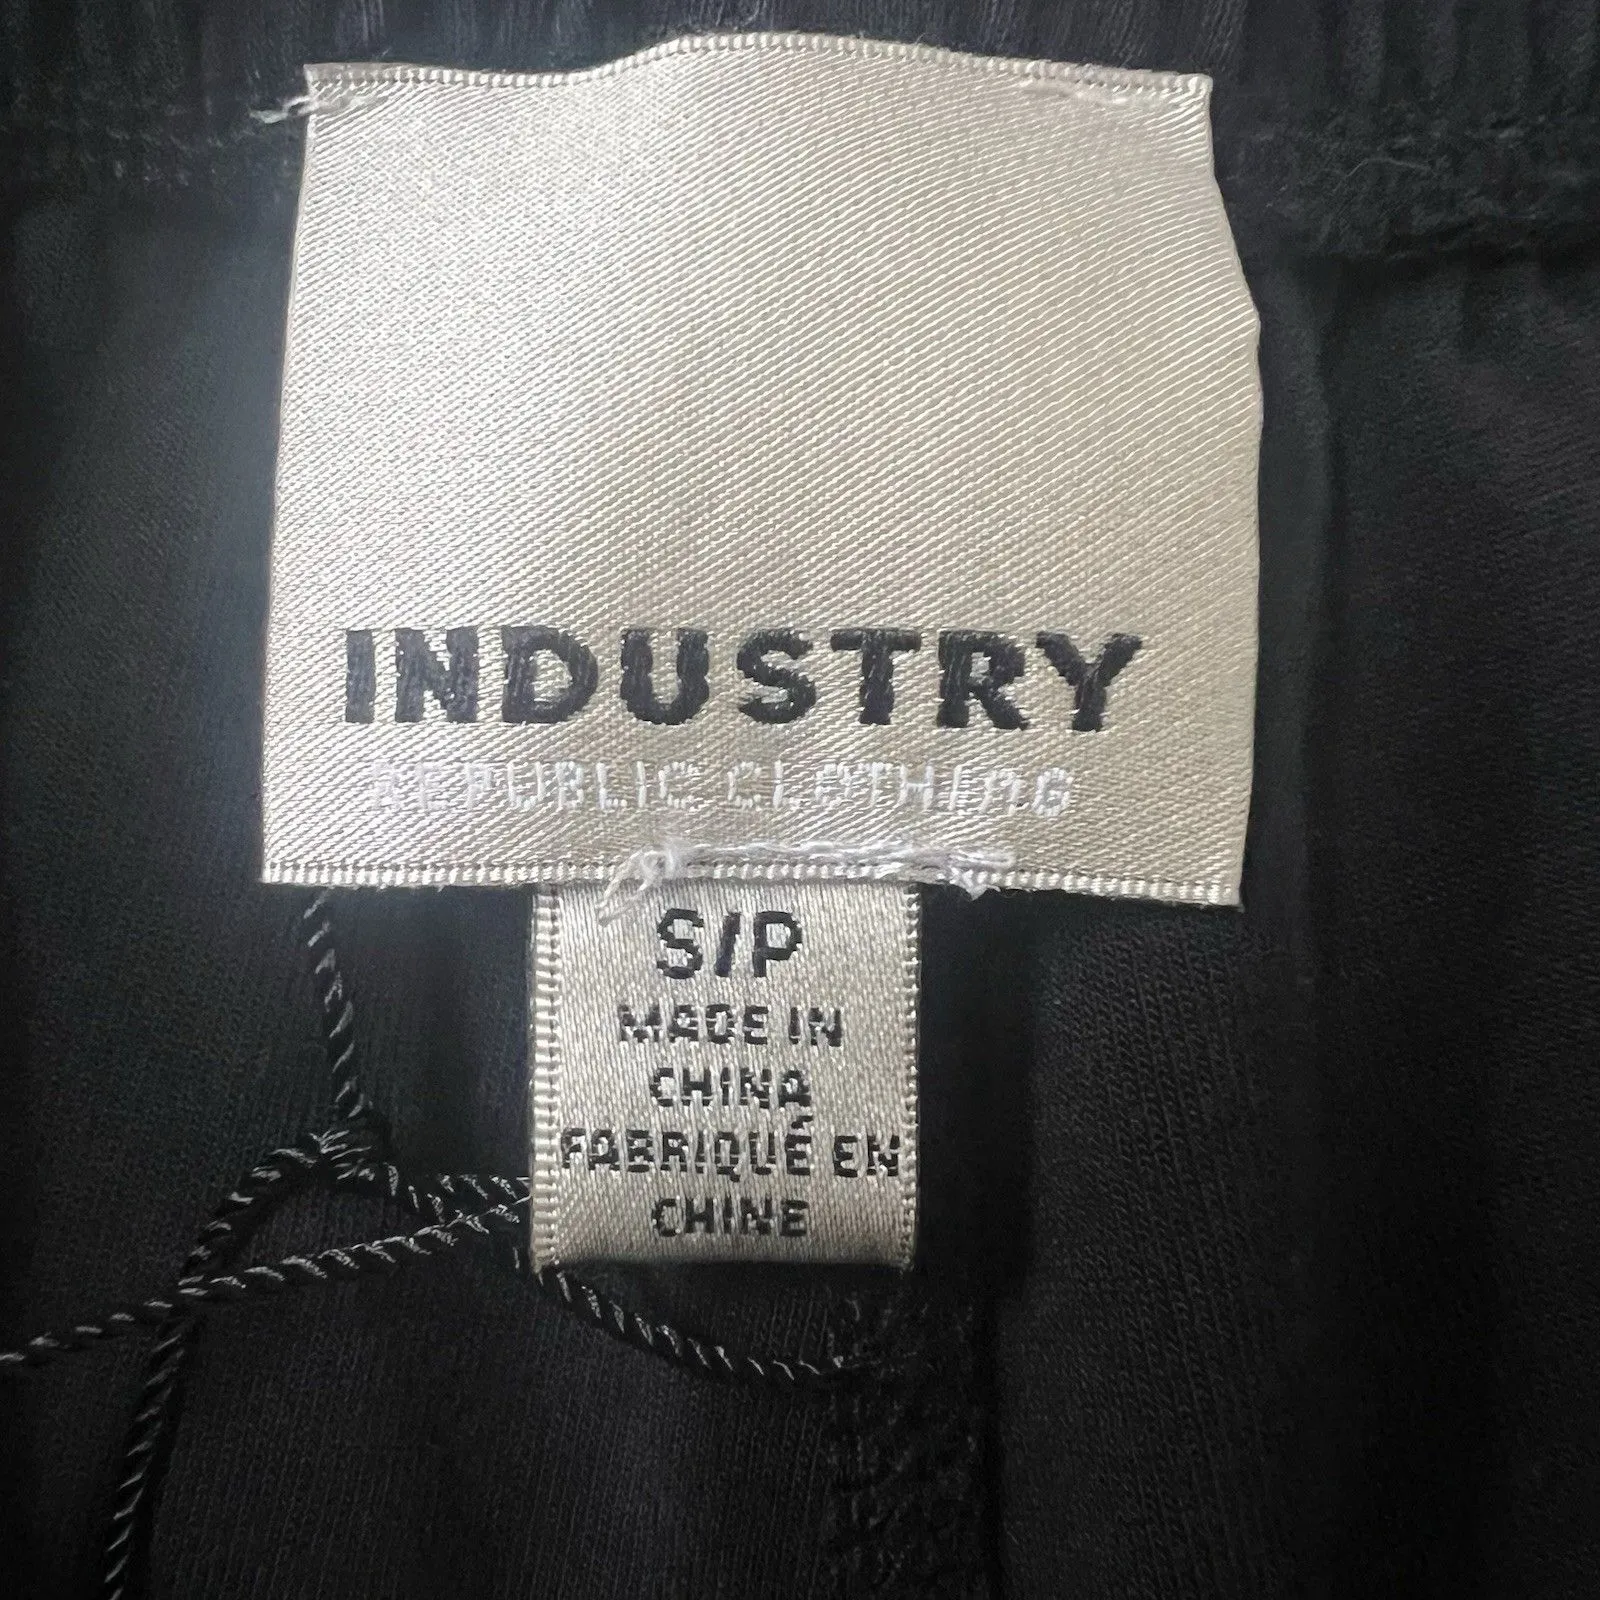 INDUSTRY
REPUBLIC CLOTHING
S/P
MADE IN
CHINA
FABRIQUÉ EN
CHINE